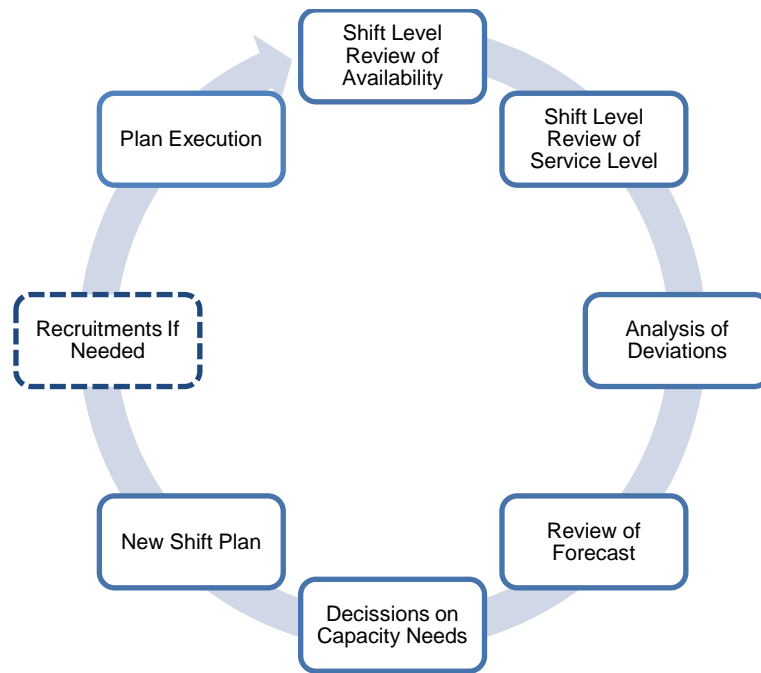 Shift Level
Review of
Availability
Shift Level
Review of
Service Level
Analysis of
Deviations
Review of
Forecast
Decissions on
Capacity Needs
New Shift Plan
Recruitments If
Needed
Plan Execution